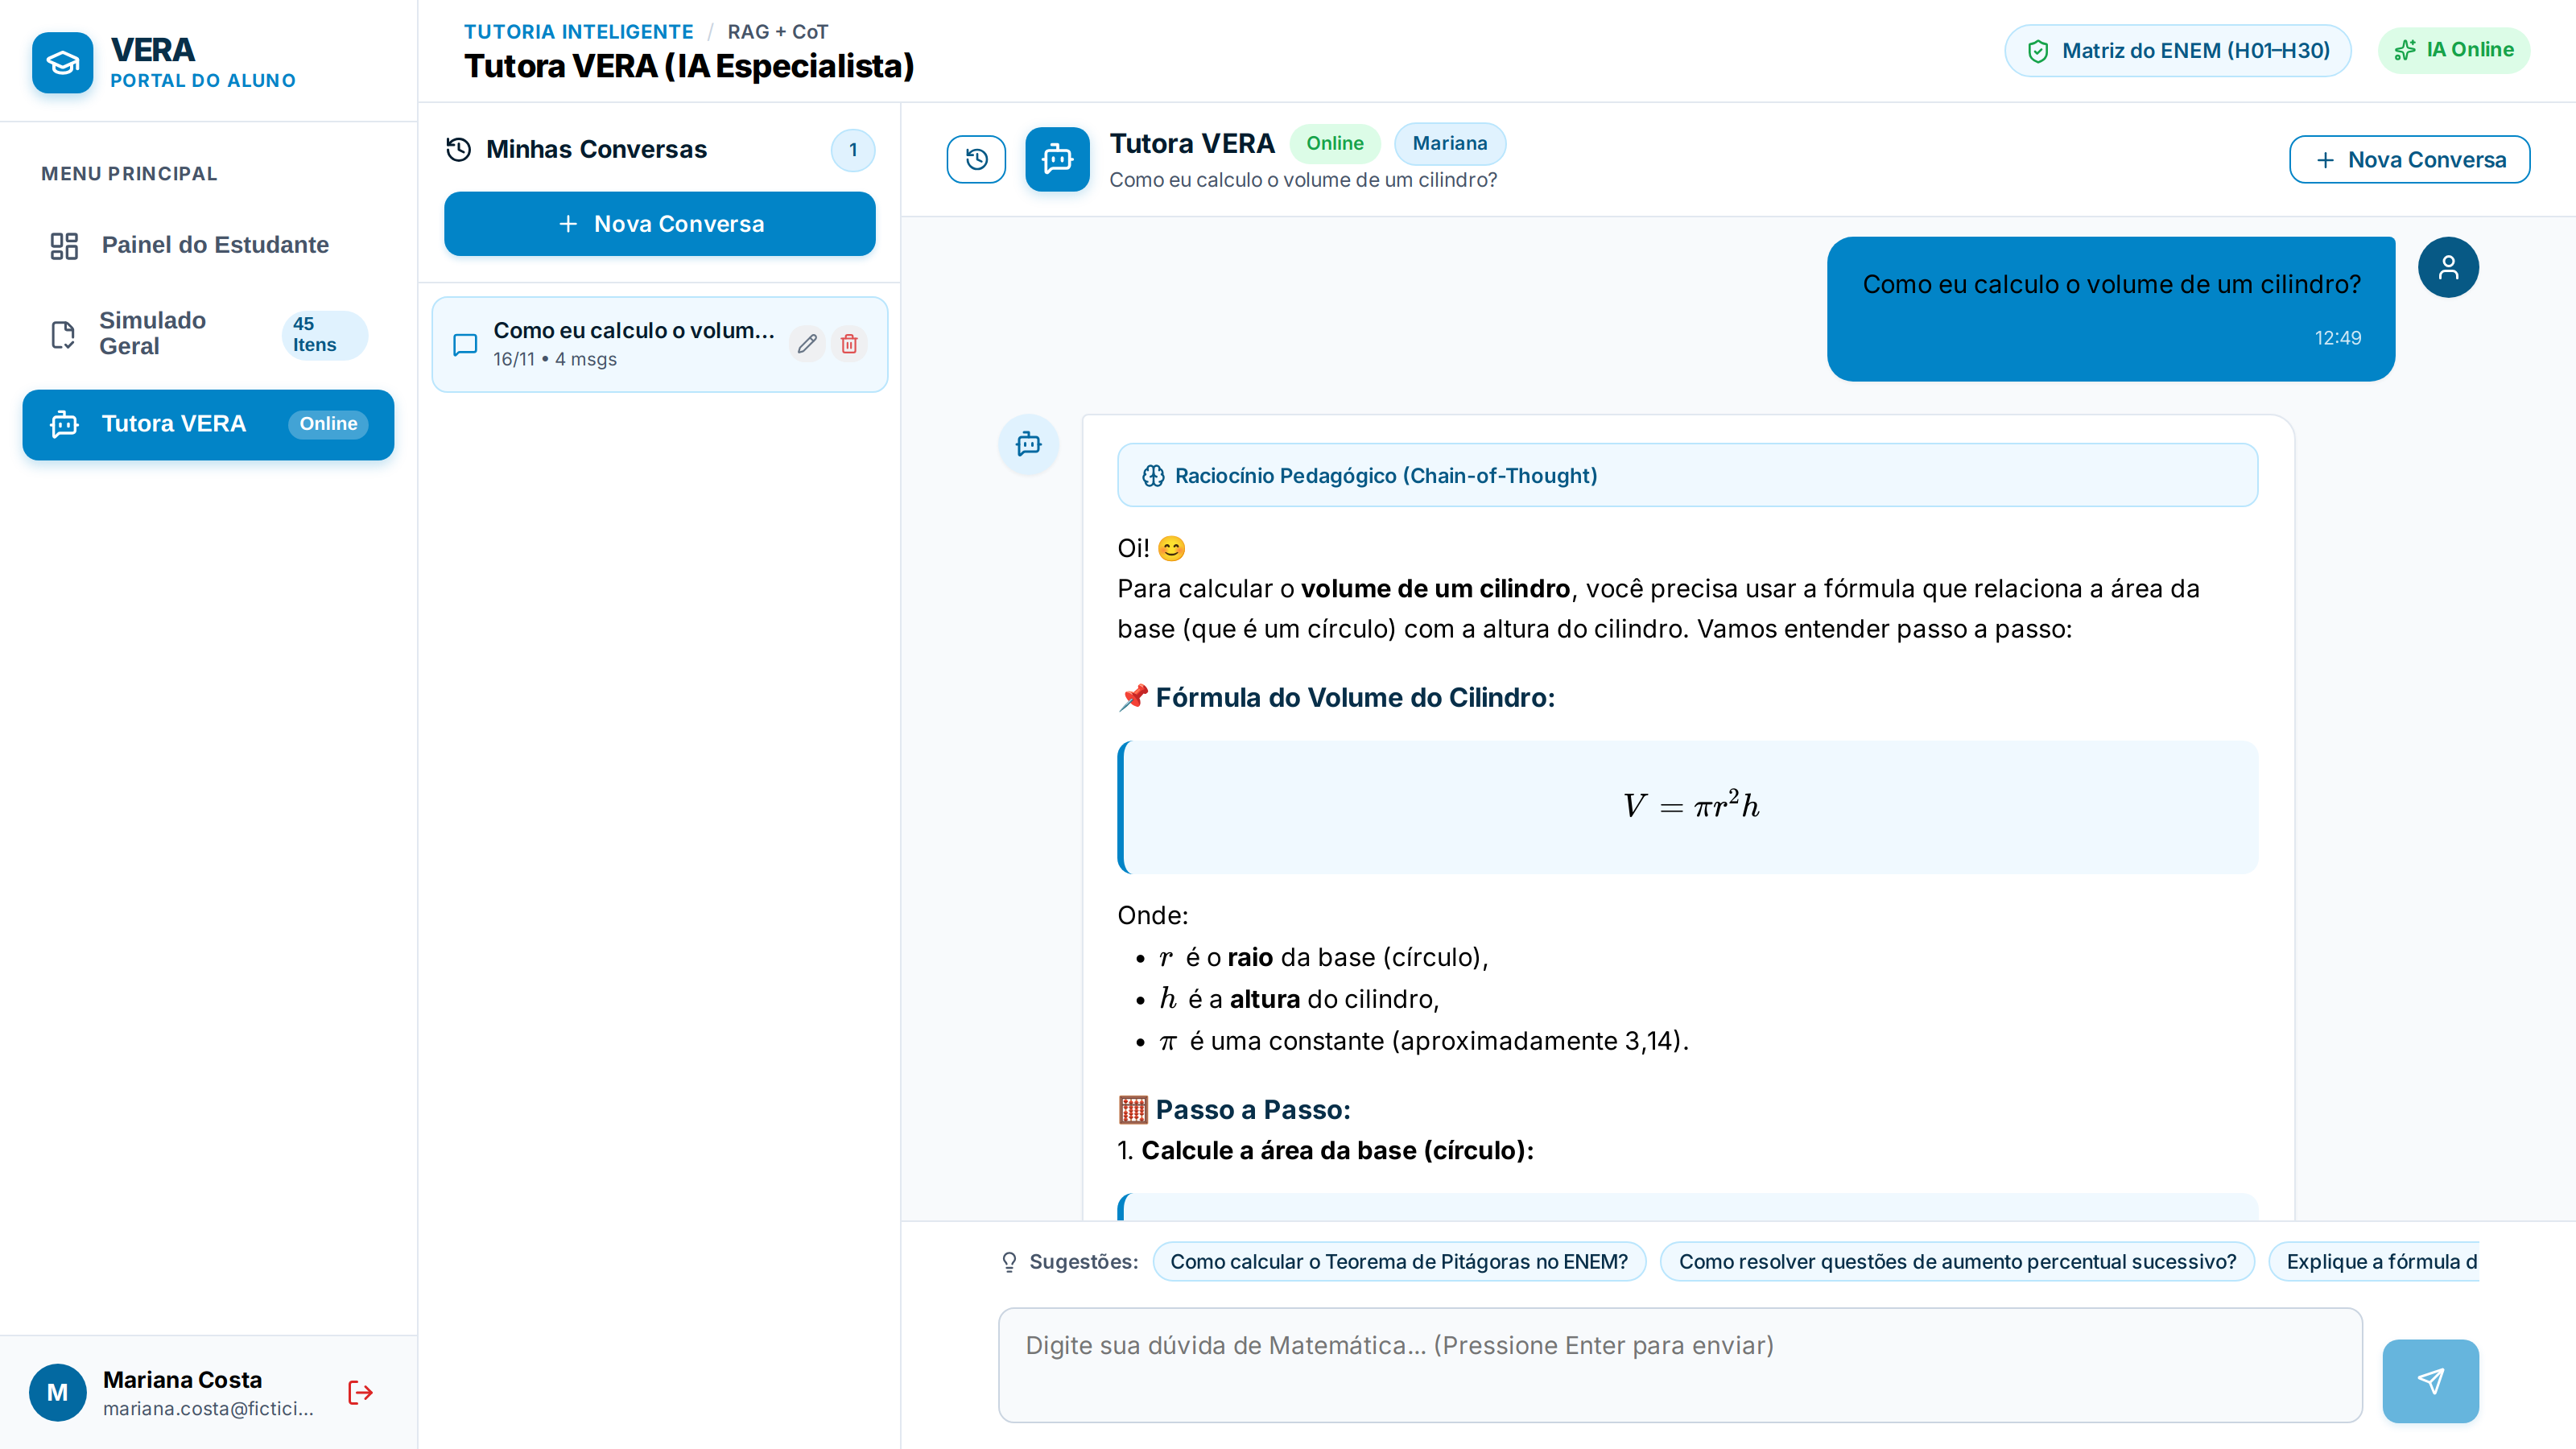 VERA
PORTAL DO ALUNO
MENU PRINCIPAL
Painel do Estudante
Simulado
Geral
45
Itens
Tutora VERA
Online
Mariana Costa
mariana.costa@fictici...
M
TUTORIA INTELIGENTE / RAG + CoT
Tutora VERA (IA Especialista)
Matriz do ENEM (H01–H30)
IA Online
Minhas Conversas
1
+ Nova Conversa
Como eu calculo o volum...
16/11 • 4 msgs
Tutora VERA
Online
Mariana
Como eu calculo o volume de um cilindro?
+ Nova Conversa
Como eu calculo o volume de um cilindro?
12:49
Raciocínio Pedagógico (Chain-of-Thought)
Oi! 😊
Para calcular o volume de um cilindro, você precisa usar a fórmula que relaciona a área da
base (que é um círculo) com a altura do cilindro. Vamos entender passo a passo:
📌 Fórmula do Volume do Cilindro:
V = πr²h
Onde:
• r é o raio da base (círculo),
• h é a altura do cilindro,
• π é uma constante (aproximadamente 3,14).
🧮 Passo a Passo:
1. Calcule a área da base (círculo):
Sugestões:
Como calcular o Teorema de Pitágoras no ENEM?
Como resolver questões de aumento percentual sucessivo?
Explique a fórmula d
Digite sua dúvida de Matemática... (Pressione Enter para enviar)